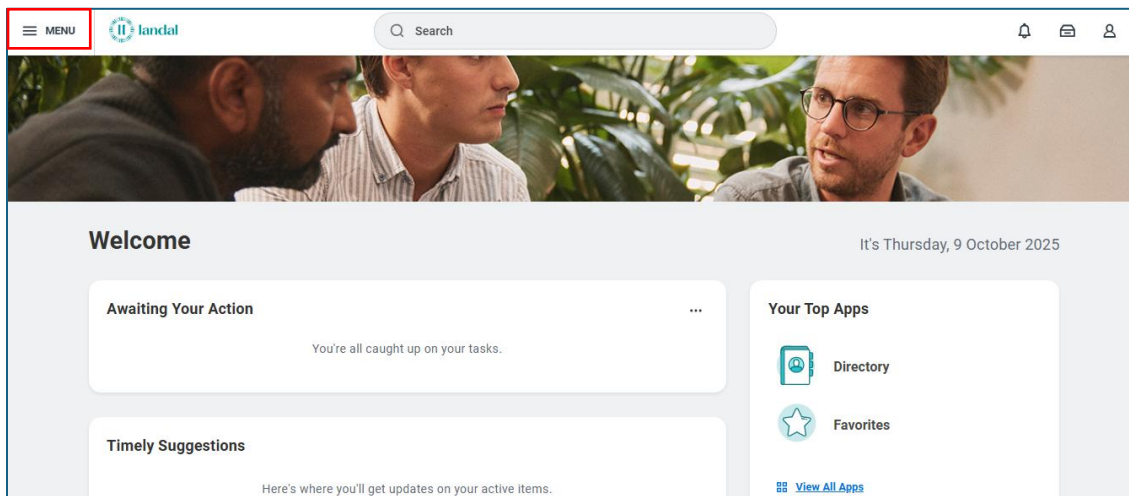 MENU
landal
Search
Welcome
It's Thursday, 9 October 2025
Awaiting Your Action
You're all caught up on your tasks.
Timely Suggestions
Here's where you'll get updates on your active items.
Your Top Apps
Directory
Favorites
View All Apps